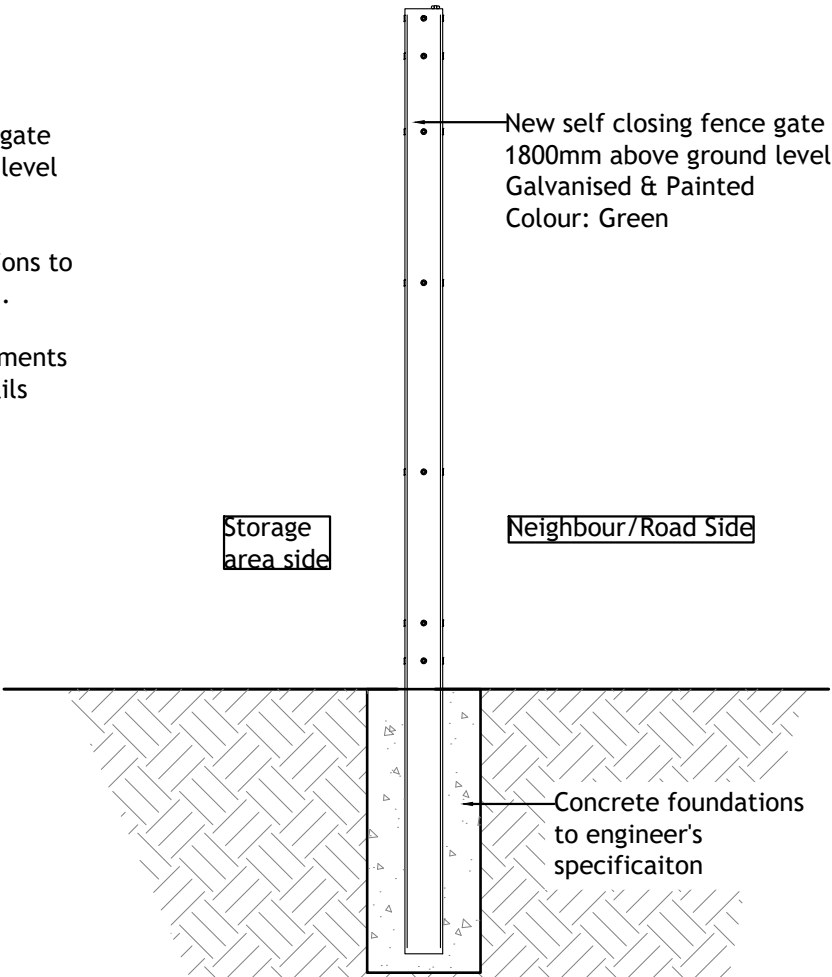 gate
level
ons to
.
ments
ils
New self closing fence gate
1800mm above ground level
Galvanised & Painted
Colour: Green
Storage
area side
Neighbour/Road Side
Concrete foundations
to engineer's
specificaiton